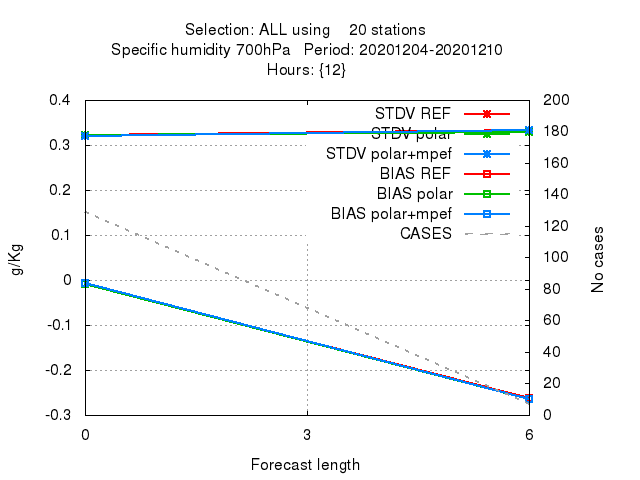 Selection: ALL using 20 stations
Specific humidity 700hPa Period: 20201204-20201210
Hours: {12}
0.4
0.3
0.2
0.1
0
-0.1
-0.2
-0.3
g/Kg
STDV REF
STDV polar
STDV polar+mpef
BIAS REF
BIAS polar
BIAS polar+mpef
CASES
200
180
160
140
120
100
80
60
40
20
0
No cases
0 3 6
Forecast length